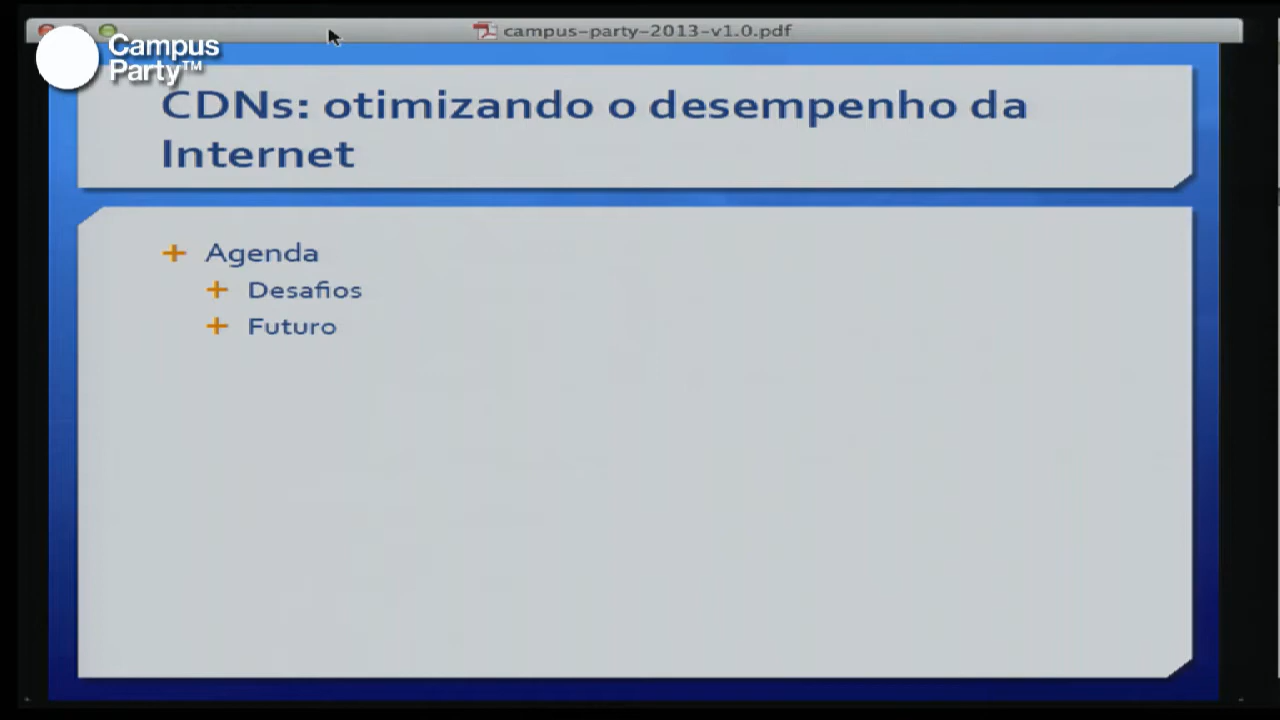 campus-party-2013-v1.0.pdf
Campus
Party™
CDNs: otimizando o desempenho da
Internet
+ Agenda
+ Desafios
+ Futuro